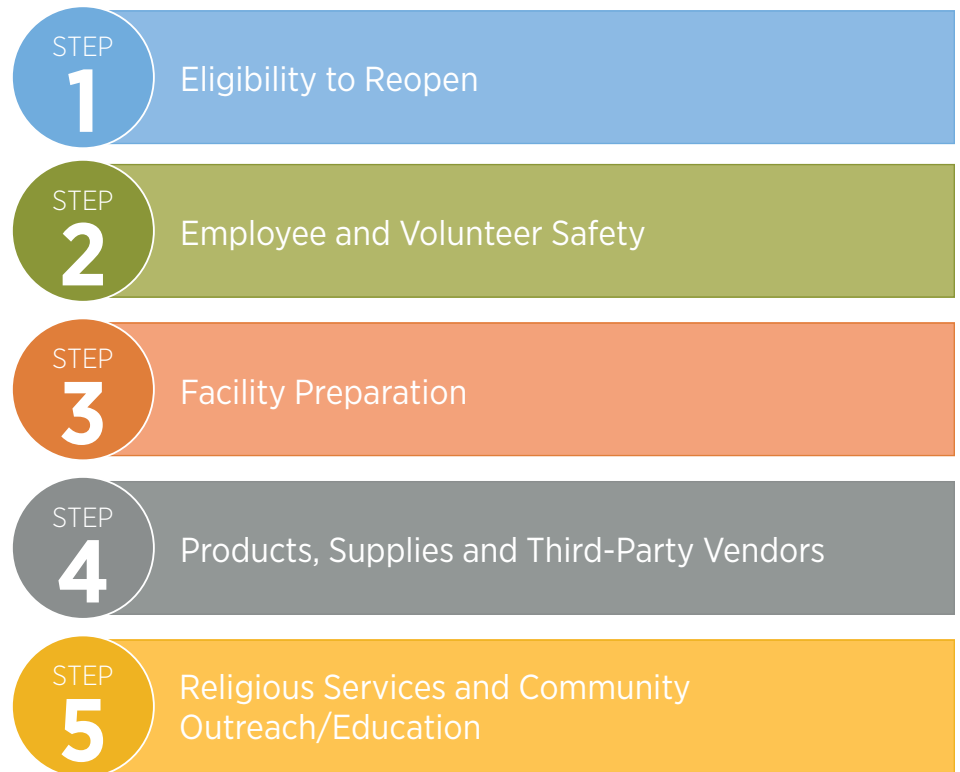 STEP
1
Eligibility to Reopen
STEP
2
Employee and Volunteer Safety
STEP
3
Facility Preparation
STEP
4
Products, Supplies and Third-Party Vendors
STEP
5
Religious Services and Community
Outreach/Education